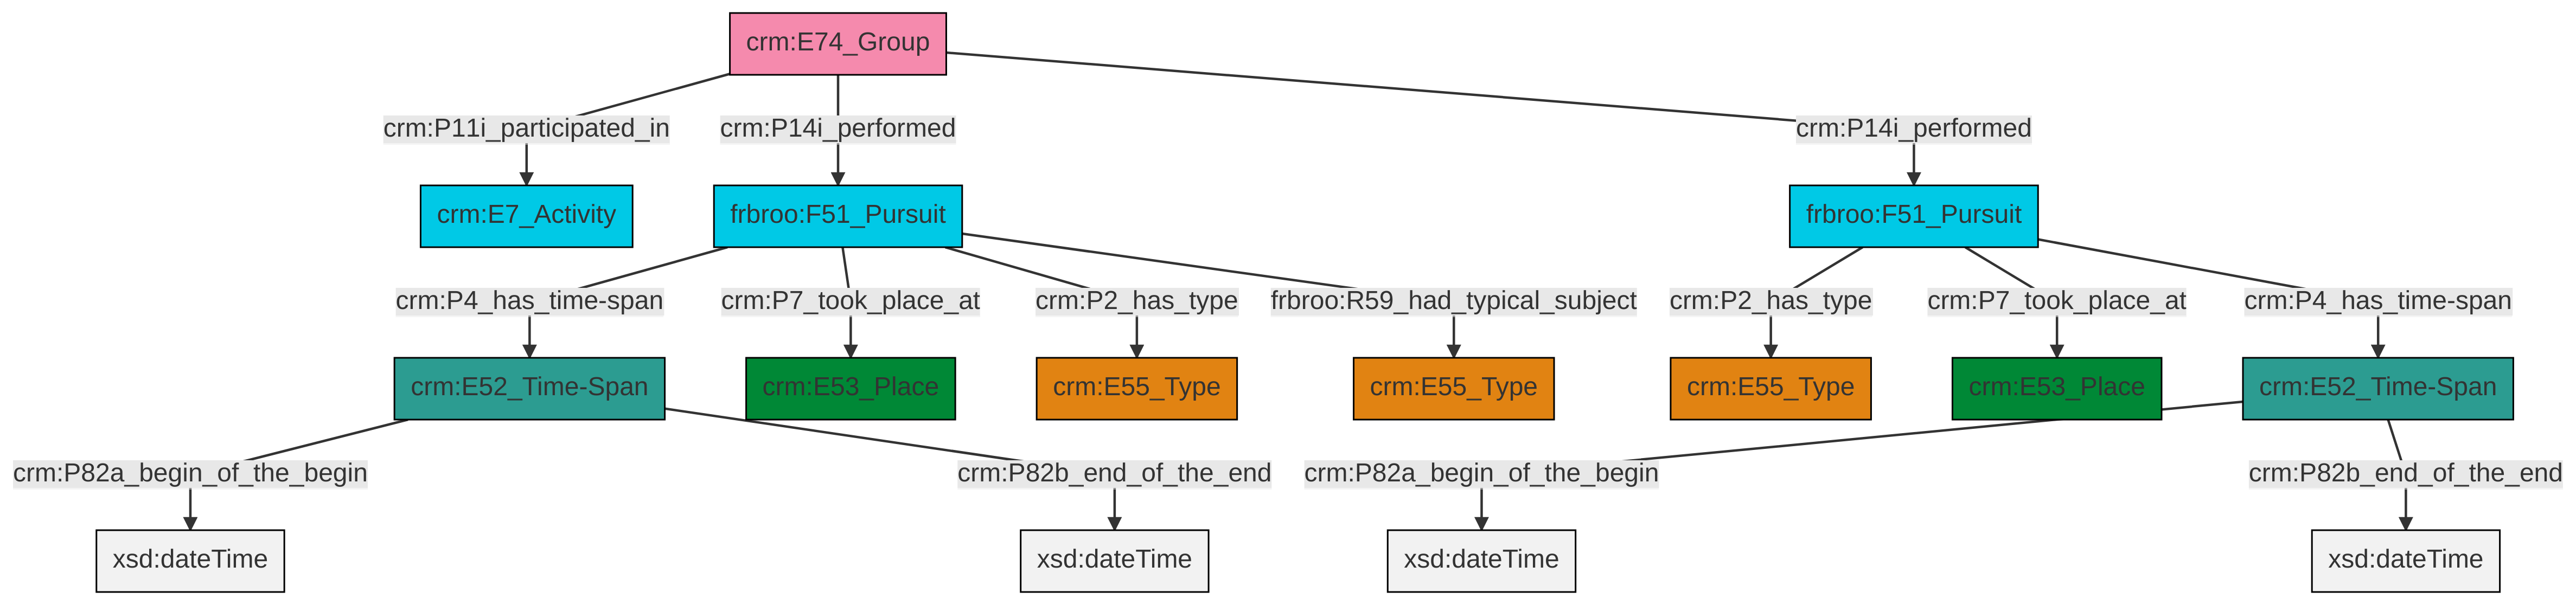 crm:E74_Group
crm:P11i_participated_in
crm:P14i_performed
crm:P14i_performed
crm:E7_Activity
frbroo:F51_Pursuit
frbroo:F51_Pursuit
crm:P4_has_time-span
crm:P7_took_place_at
crm:P2_has_type
frbroo:R59_had_typical_subject
crm:P2_has_type
crm:P7_took_place_at
crm:P4_has_time-span
crm:E52_Time-Span
crm:E53_Place
crm:E55_Type
crm:E55_Type
crm:E55_Type
crm:E53_Place
crm:E52_Time-Span
crm:P82a_begin_of_the_begin
crm:P82b_end_of_the_end
crm:P82a_begin_of_the_begin
crm:P82b_end_of_the_end
xsd:dateTime
xsd:dateTime
xsd:dateTime
xsd:dateTime